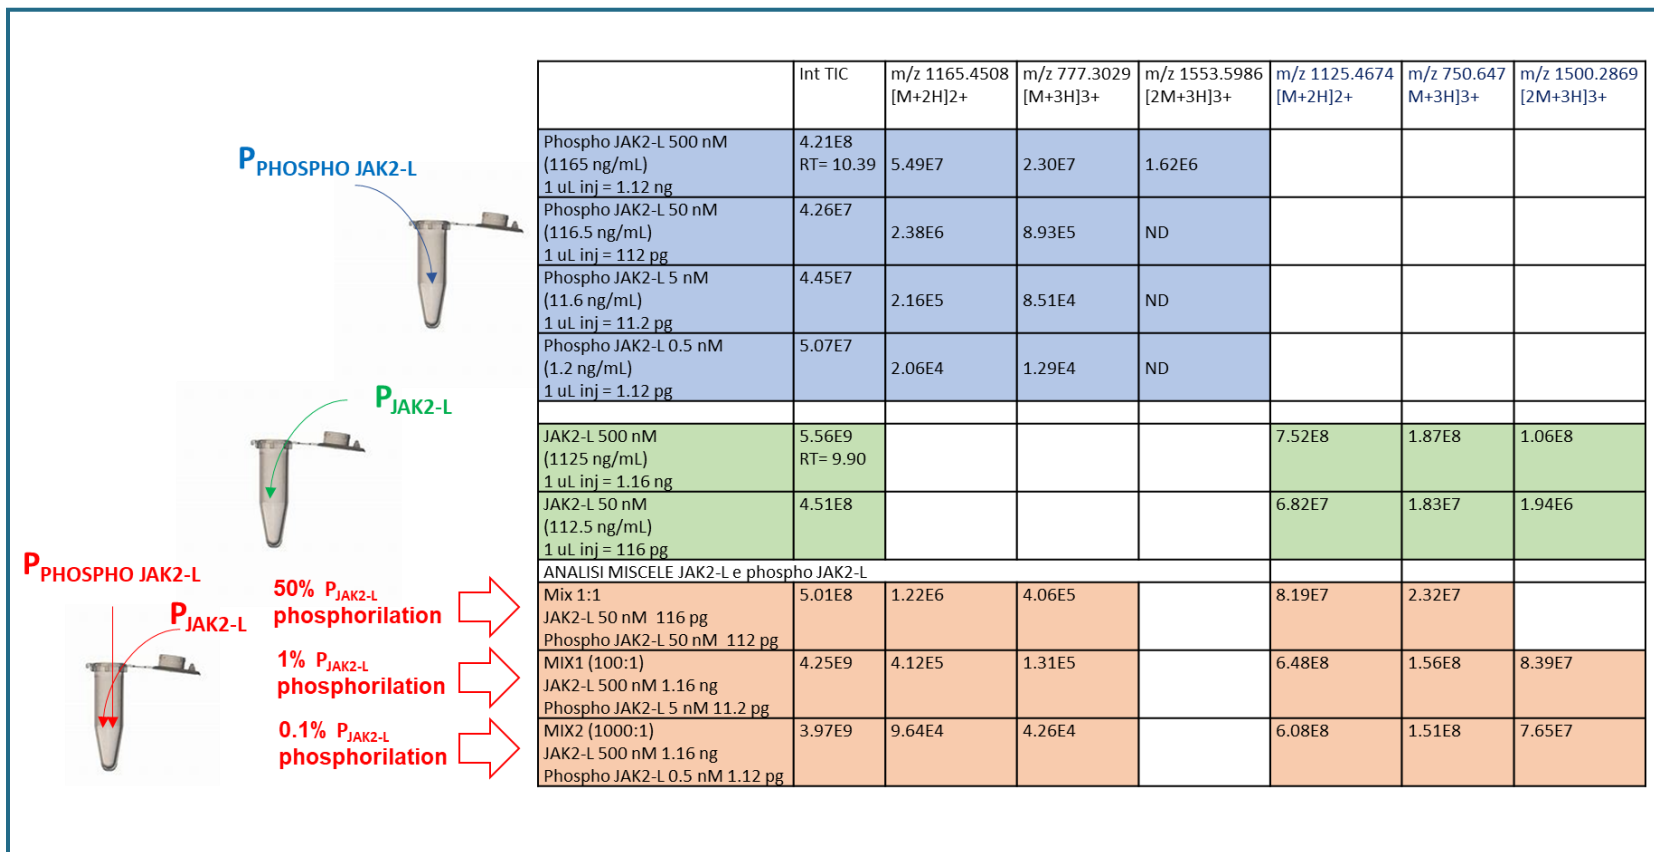 Int TIC
m/z 1165.4508
[M+2H]2+
m/z 777.3029
[M+3H]3+
m/z 1553.5986
[2M+3H]3+
m/z 1125.4674
[M+2H]2+
m/z 750.647
M+3H]3+
m/z 1500.2869
[2M+3H]3+
P PHOSPHO JAK2-L
Phospho JAK2-L 500 nM
(1165 ng/mL)
1 uL inj = 1.12 ng
4.21E8
RT= 10.39
5.49E7
2.30E7
1.62E6
Phospho JAK2-L 50 nM
(116.5 ng/mL)
1 uL inj = 112 pg
4.26E7
2.38E6
8.93E5
ND
Phospho JAK2-L 5 nM
(11.6 ng/mL)
1 uL inj = 11.2 pg
4.45E7
2.16E5
8.51E4
ND
Phospho JAK2-L 0.5 nM
(1.2 ng/mL)
1 uL inj = 1.12 pg
5.07E7
2.06E4
1.29E4
ND
P JAK2-L
JAK2-L 500 nM
(1125 ng/mL)
1 uL inj = 1.16 ng
5.56E9
RT= 9.90
7.52E8
1.87E8
1.06E8
JAK2-L 50 nM
(112.5 ng/mL)
1 uL inj = 116 pg
4.51E8
6.82E7
1.83E7
1.94E6
ANALISI MISCELE JAK2-L e phospho JAK2-L
P PHOSPHO JAK2-L
P JAK2-L
50% P JAK2-L
phosphorilation
Mix 1:1
JAK2-L 50 nM 116 pg
Phospho JAK2-L 50 nM 112 pg
5.01E8
1.22E6
4.06E5
8.19E7
2.32E7
1% P JAK2-L
phosphorilation
MIX1 (100:1)
JAK2-L 500 nM 1.16 ng
Phospho JAK2-L 5 nM 11.2 pg
4.25E9
4.12E5
1.31E5
6.48E8
1.56E8
8.39E7
0.1% P JAK2-L
phosphorilation
MIX2 (1000:1)
JAK2-L 500 nM 1.16 ng
Phospho JAK2-L 0.5 nM 1.12 pg
3.97E9
9.64E4
4.26E4
6.08E8
1.51E8
7.65E7